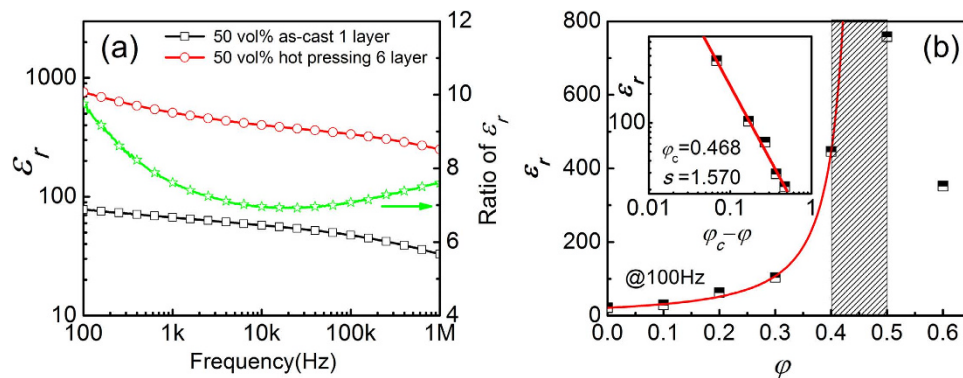 (a)
50 vol% as-cast 1 layer
50 vol% hot pressing 6 layer
1000
100
10
εr
12
10
8
6
4
Ratio of εr
100 1k 10k 100k 1M
Frequency(Hz)
(b)
800
600
400
200
0
εr
εr
100
φc=0.468
s=1.570
0.01 0.1 1
φc−φ
@100Hz
0.0 0.1 0.2 0.3 0.4 0.5 0.6
φ